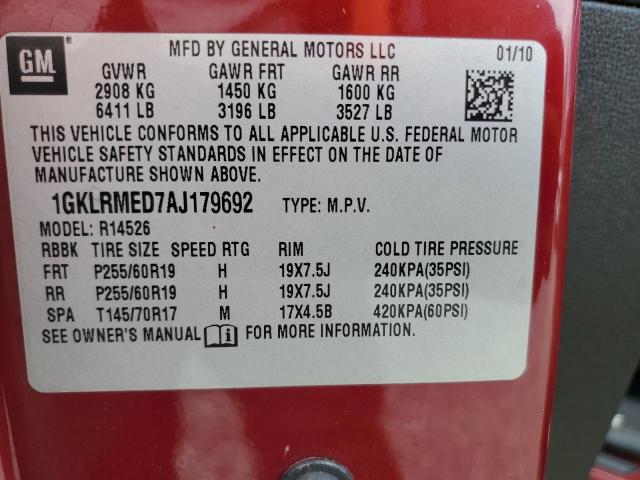 GM
MFD BY GENERAL MOTORS LLC 01/10
GVWR GAWR FRT GAWR RR
2908 KG 1450 KG 1600 KG
6411 LB 3196 LB 3527 LB
THIS VEHICLE CONFORMS TO ALL APPLICABLE U.S. FEDERAL MOTOR
VEHICLE SAFETY STANDARDS IN EFFECT ON THE DATE OF
MANUFACTURE SHOWN ABOVE.
1GKLRMED7AJ179692 TYPE: M.P.V.
MODEL: R14526
RBBK TIRE SIZE SPEED RTG RIM COLD TIRE PRESSURE
FRT P255/60R19 H 19X7.5J 240KPA(35PSI)
RR P255/60R19 H 19X7.5J 240KPA(35PSI)
SPA T145/70R17 M 17X4.5B 420KPA(60PSI)
SEE OWNER'S MANUAL i FOR MORE INFORMATION.